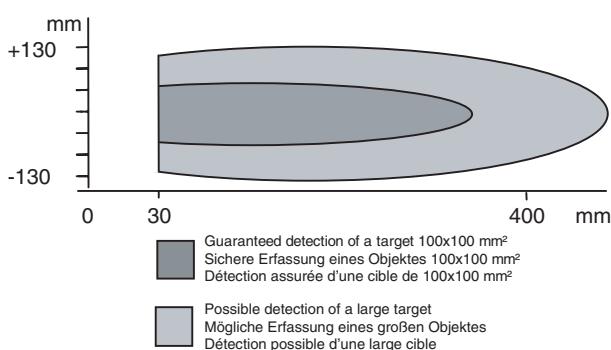 mm
+130
-130
0 30 400 mm
Guaranteed detection of a target 100x100 mm²
Sichere Erfassung eines Objektes 100x100 mm²
Détection assurée d'une cible de 100x100 mm²
Possible detection of a large target
Mögliche Erfassung eines großen Objektes
Détection possible d'une large cible